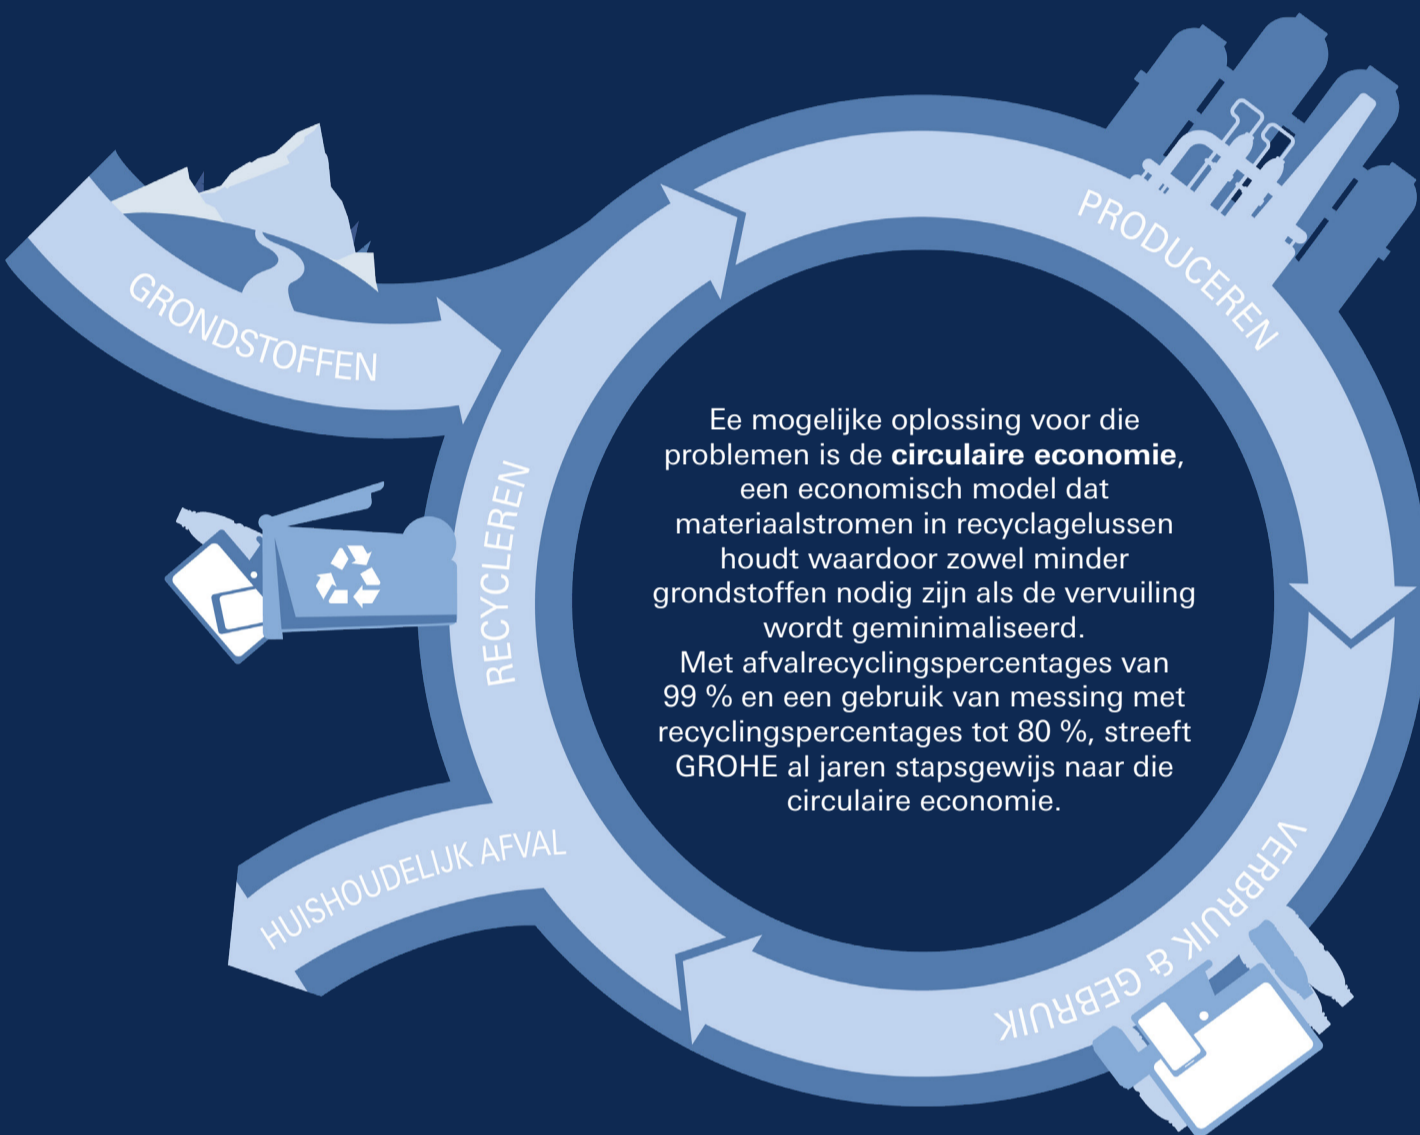 PRODUCEREN
GRONDSTOFFEN
Ee mogelijke oplossing voor die
problemen is de circulaire economie,
een economisch model dat
materiaalstromen in recyclagelussen
houdt waardoor zowel minder
grondstoffen nodig zijn als de vervuiling
wordt geminimaliseerd.
Met afvalrecyclingspercentages van
99 % en een gebruik van messing met
recyclingspercentages tot 80 %, streeft
GROHE al jaren stapsgewijs naar die
circulaire economie.
RECYCLEREN
HUISHOUDELIJK AFVAL
VERBRUIK & GEBRUIK